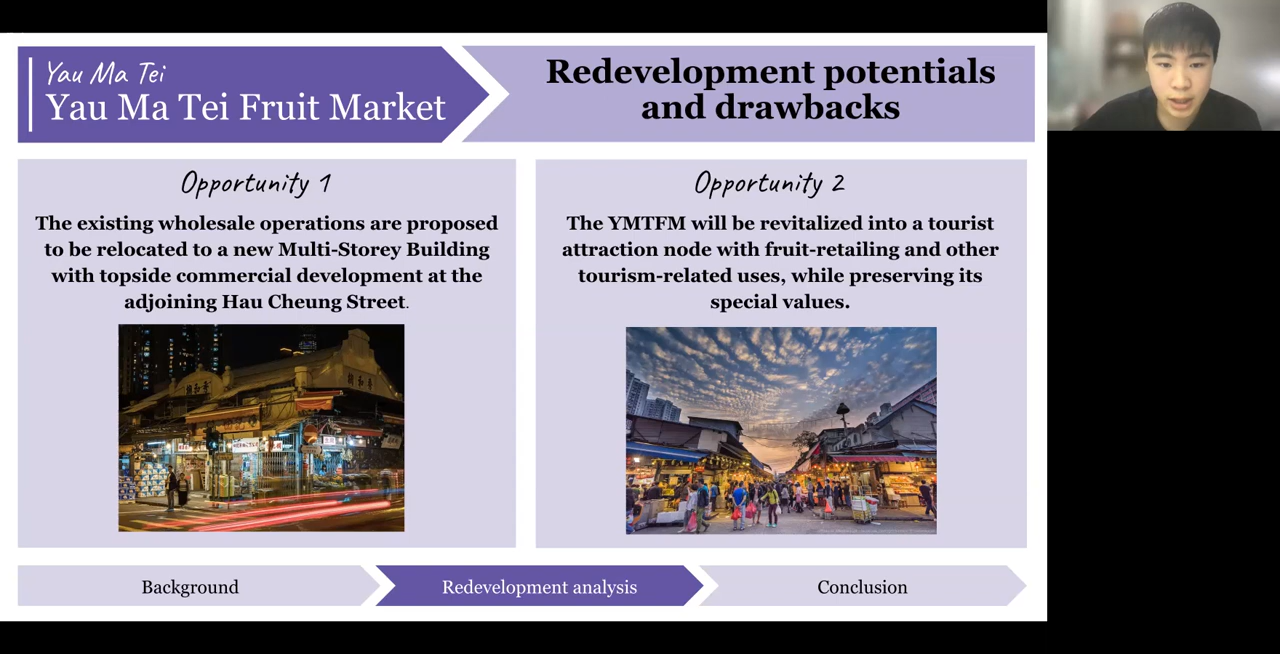 Yau Ma Tei
Yau Ma Tei Fruit Market
Redevelopment potentials
and drawbacks
Opportunity 1
The existing wholesale operations are proposed
to be relocated to a new Multi-Storey Building
with topside commercial development at the
adjoining Hau Cheung Street.
Opportunity 2
The YMTFM will be revitalized into a tourist
attraction node with fruit-retailing and other
tourism-related uses, while preserving its
special values.
Background
Redevelopment analysis
Conclusion